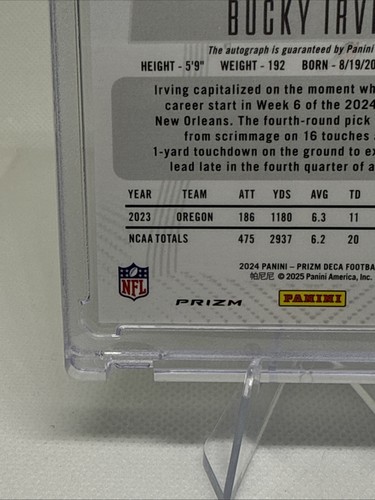 BUCKY IRVI
The autograph is guaranteed by Panini
HEIGHT - 5'9" WEIGHT - 192 BORN - 8/19/20
Irving capitalized on the moment wh
career start in Week 6 of the 2024
New Orleans. The fourth-round pick
from scrimmage on 16 touches a
1-yard touchdown on the ground to ex
lead late in the fourth quarter of a
YEAR TEAM ATT YDS AVG TD
2023 OREGON 186 1180 6.3 11
NCAA TOTALS 475 2937 6.2 20
2024 PANINI – PRIZM DECA FOOTBA
帕尼尼 © 2025 Panini America, Inc.
NFL
PRIZM
PANINI